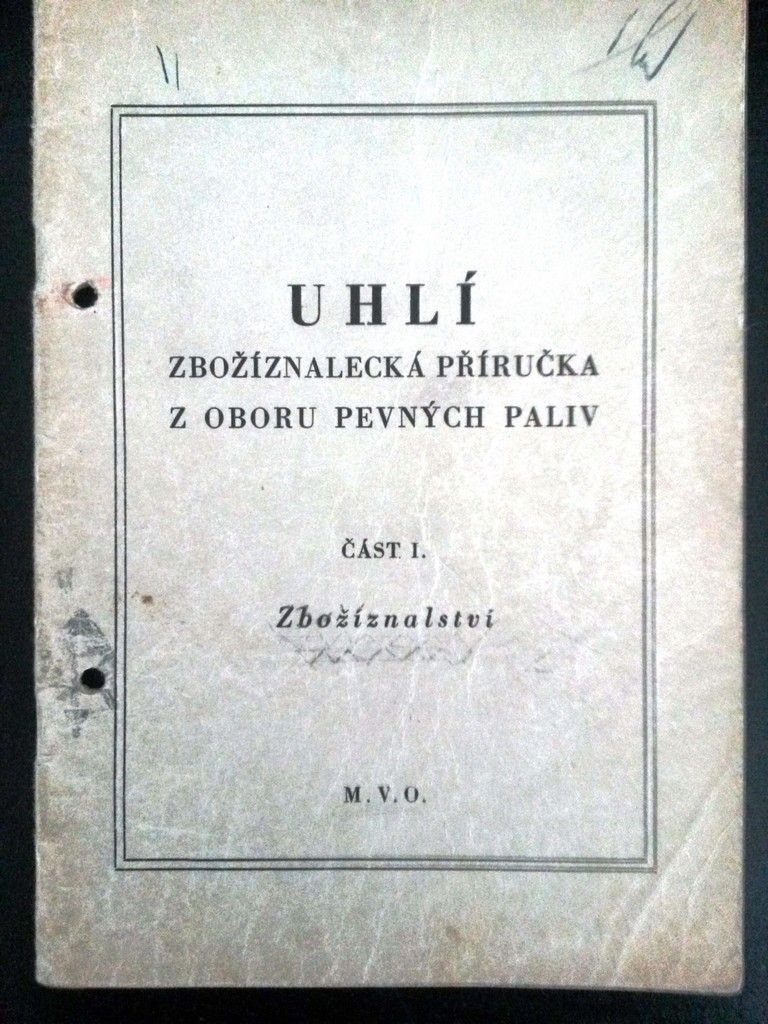 UHLÍ
ZBOŽÍZNALECKÁ PŘÍRUČKA
Z OBORU PEVNÝCH PALIV
ČÁST I.
Zbožíznalství
M.V.O.